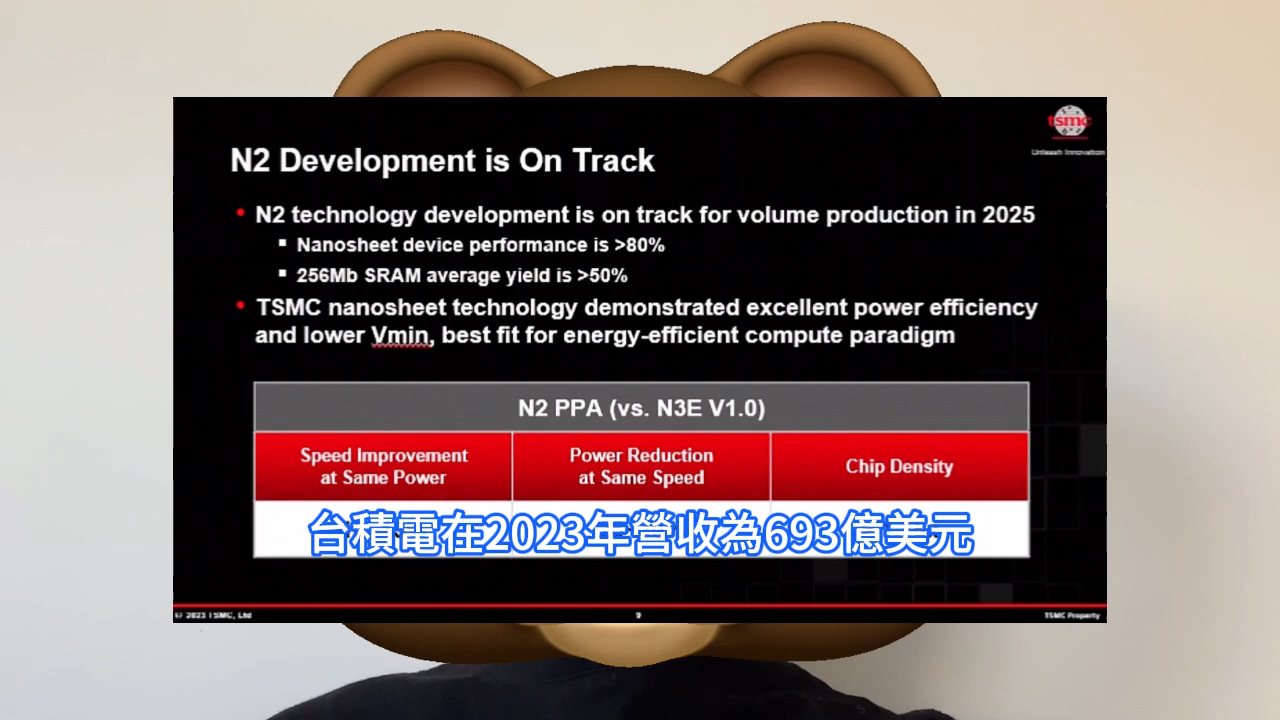 tsmc
Unleash Innovation
N2 Development is On Track
• N2 technology development is on track for volume production in 2025
▪ Nanosheet device performance is >80%
▪ 256Mb SRAM average yield is >50%
• TSMC nanosheet technology demonstrated excellent power efficiency
and lower Vmin, best fit for energy-efficient compute paradigm
N2 PPA (vs. N3E V1.0)
Speed Improvement
at Same Power
Power Reduction
at Same Speed
Chip Density
台積電在2023年營收為693億美元
© 2023 TSMC, Ltd
9
TSMC Property